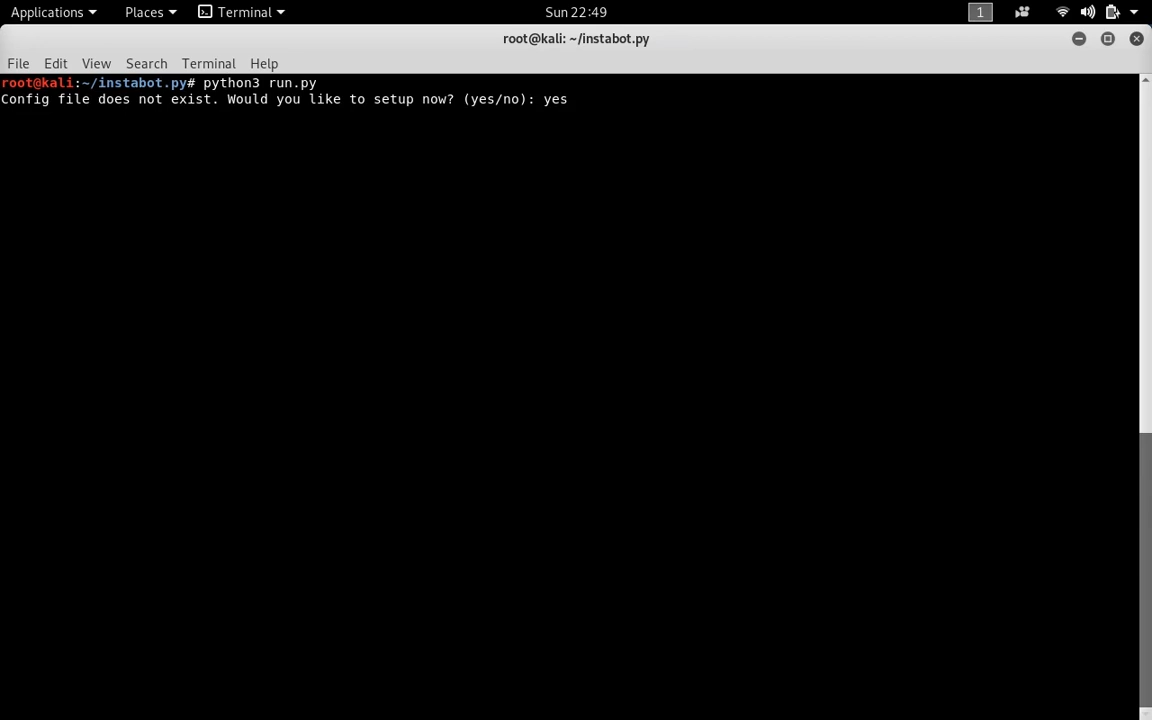 Applications Places Terminal Sun 22:49 1
root@kali: ~/instabot.py
File Edit View Search Terminal Help
root@kali:~/instabot.py# python3 run.py
Config file does not exist. Would you like to setup now? (yes/no): yes